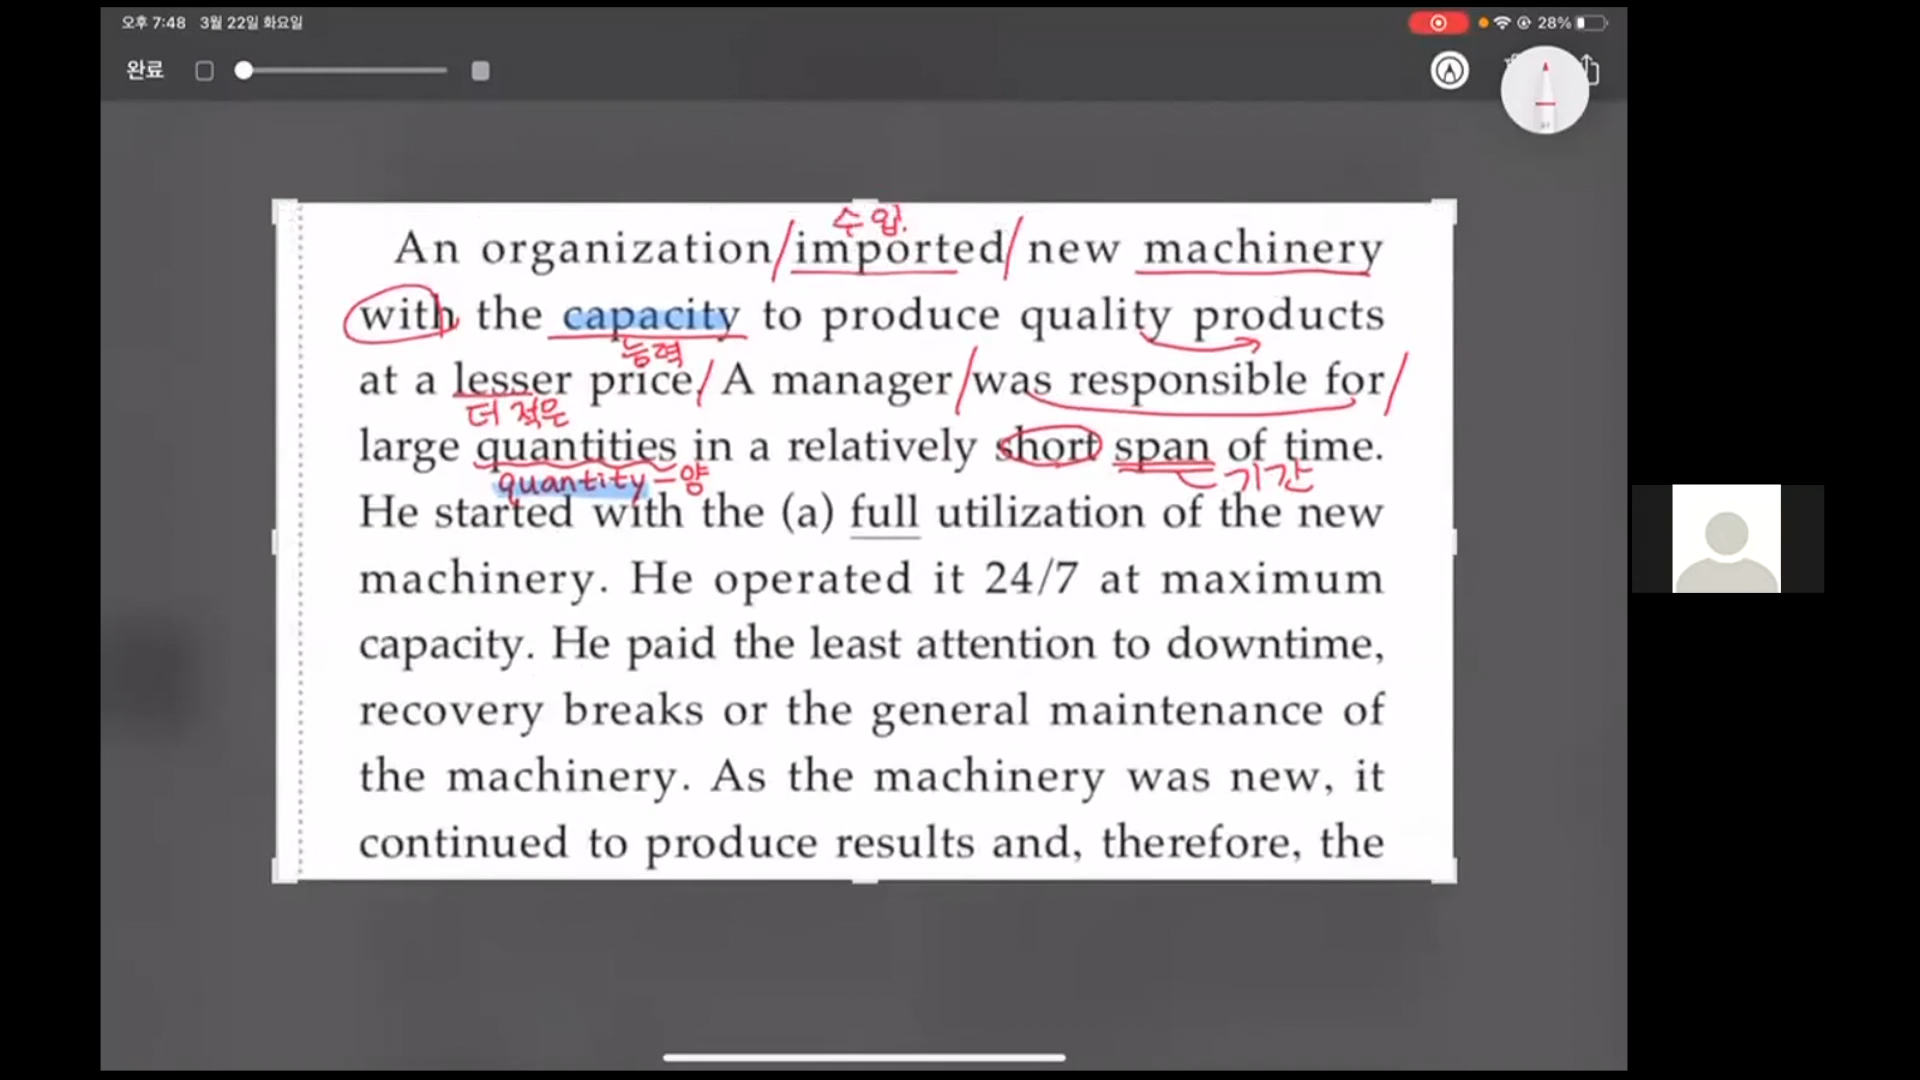 오후 7:48 3월 22일 화요일
28%
완료
수입.
An organization/imported/new machinery
with the capacity to produce quality products
능력
at a lesser price/ A manager/was responsible for/
더 적은
large quantities in a relatively short span of time.
quantity-양
기간
He started with the (a) full utilization of the new
machinery. He operated it 24/7 at maximum
capacity. He paid the least attention to downtime,
recovery breaks or the general maintenance of
the machinery. As the machinery was new, it
continued to produce results and, therefore, the